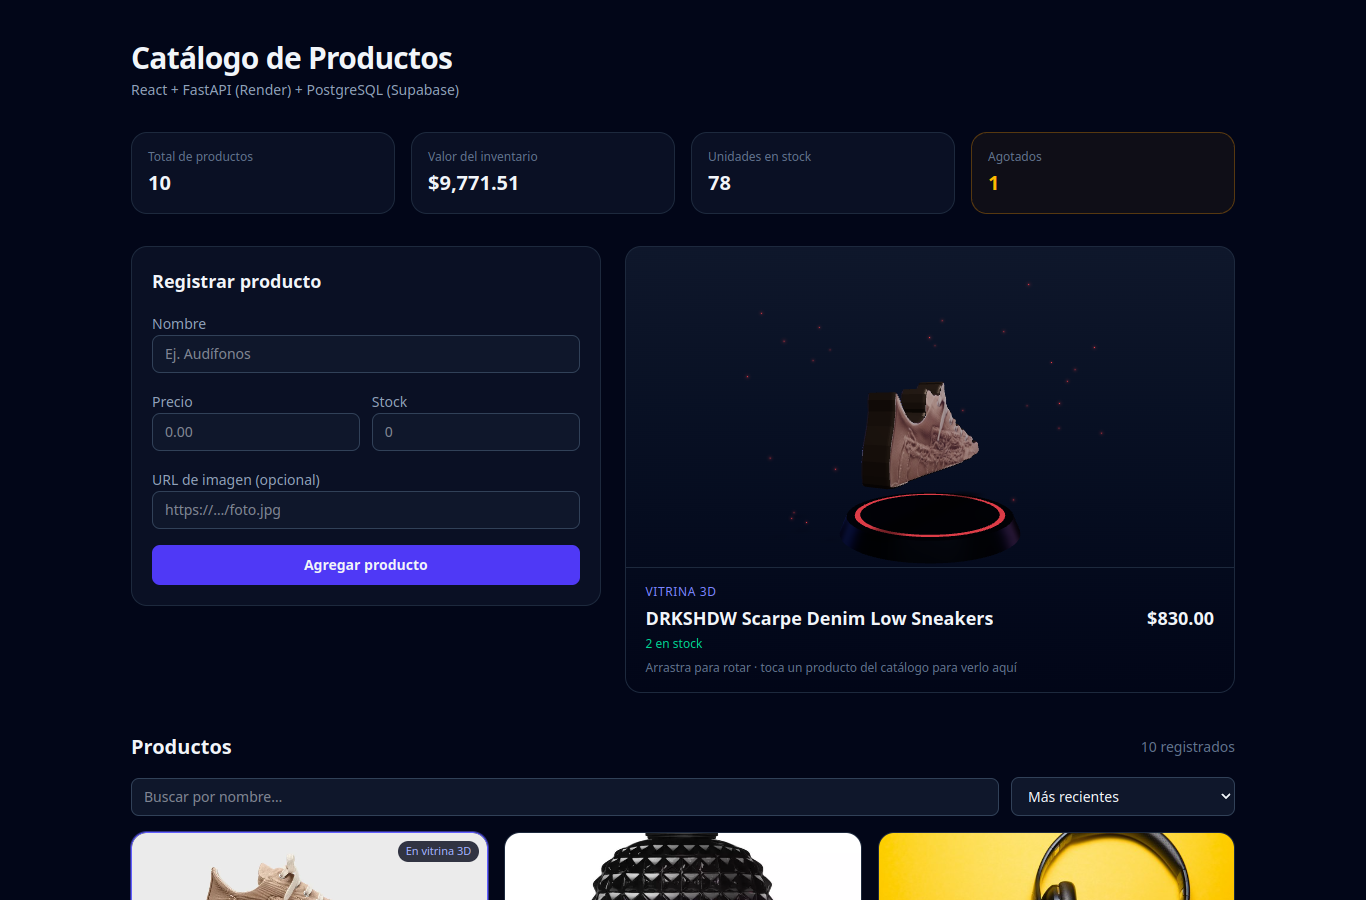 Catálogo de Productos
React + FastAPI (Render) + PostgreSQL (Supabase)
Total de productos
10
Valor del inventario
$9,771.51
Unidades en stock
78
Agotados
1
Registrar producto
Nombre
Ej. Audífonos
Precio
0.00
Stock
0
URL de imagen (opcional)
https://.../foto.jpg
Agregar producto
VITRINA 3D
DRKSHDW Scarpe Denim Low Sneakers
$830.00
2 en stock
Arrastra para rotar · toca un producto del catálogo para verlo aquí
Productos
10 registrados
Buscar por nombre...
Más recientes
En vitrina 3D